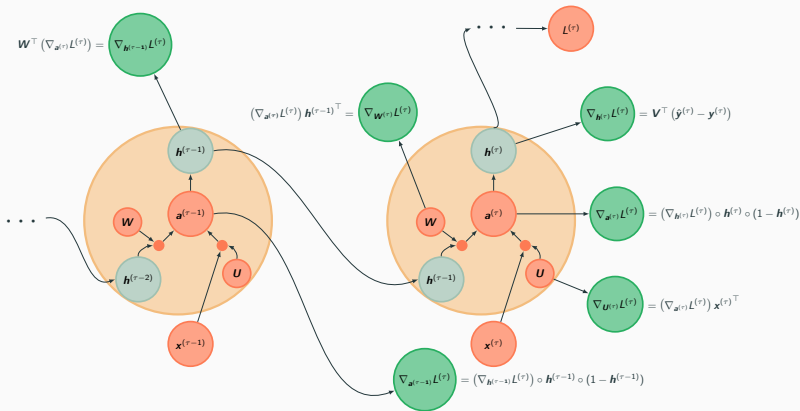 · · ·
L^(τ)
W^⊤ (∇_{a^(τ)} L^(τ)) =
∇_{h^(τ−1)} L^(τ)
(∇_{a^(τ)} L^(τ)) h^(τ−1)^⊤ =
∇_{W^(τ)} L^(τ)
∇_{h^(τ)} L^(τ)
= V^⊤ (ŷ^(τ) − y^(τ))
h^(τ−1)
h^(τ)
W
a^(τ−1)
W
a^(τ)
∇_{a^(τ)} L^(τ)
= (∇_{h^(τ)} L^(τ)) ∘ h^(τ) ∘ (1 − h^(τ))
· · ·
h^(τ−2)
U
h^(τ−1)
U
∇_{U^(τ)} L^(τ)
= (∇_{a^(τ)} L^(τ)) x^(τ)^⊤
x^(τ−1)
x^(τ)
∇_{a^(τ−1)} L^(τ)
= (∇_{h^(τ−1)} L^(τ)) ∘ h^(τ−1) ∘ (1 − h^(τ−1))